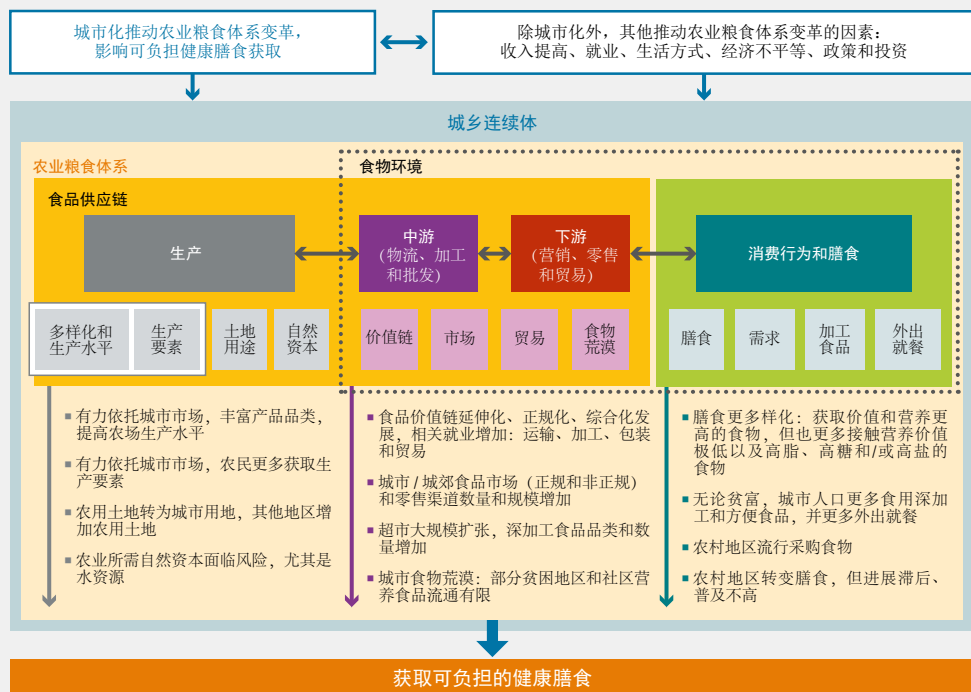 城市化推动农业粮食体系变革，
影响可负担健康膳食获取
除城市化外，其他推动农业粮食体系变革的因素：
收入提高、就业、生活方式、经济不平等、政策和投资
城乡连续体
农业粮食体系
食物环境
食品供应链
生产
中游
（物流、加工
和批发）
下游
（营销、零售
和贸易）
消费行为和膳食
多样化和
生产水平
生产
要素
土地
用途
自然
资本
价值链
市场
贸易
食物
荒漠
膳食
需求
加工
食品
外出
就餐
■ 有力依托城市市场，丰富产品品类，
提高农场生产水平
■ 有力依托城市市场，农民更多获取生
产要素
■ 农用土地转为城市用地，其他地区增
加农用土地
■ 农业所需自然资本面临风险，尤其是
水资源
■ 食品价值链延伸化、正规化、综合化发
展，相关就业增加：运输、加工、包装
和贸易
■ 城市 / 城郊食品市场（正规和非正规）
和零售渠道数量和规模增加
■ 超市大规模扩张，深加工食品品类和数
量增加
■ 城市食物荒漠：部分贫困地区和社区营
养食品流通有限
■ 膳食更多样化：获取价值和营养更
高的食物，但也更多接触营养价值
极低以及高脂、高糖和/或高盐的
食物
■ 无论贫富，城市人口更多食用深加
工和方便食品，并更多外出就餐
■ 农村地区流行采购食物
■ 农村地区转变膳食，但进展滞后、
普及不高
获取可负担的健康膳食